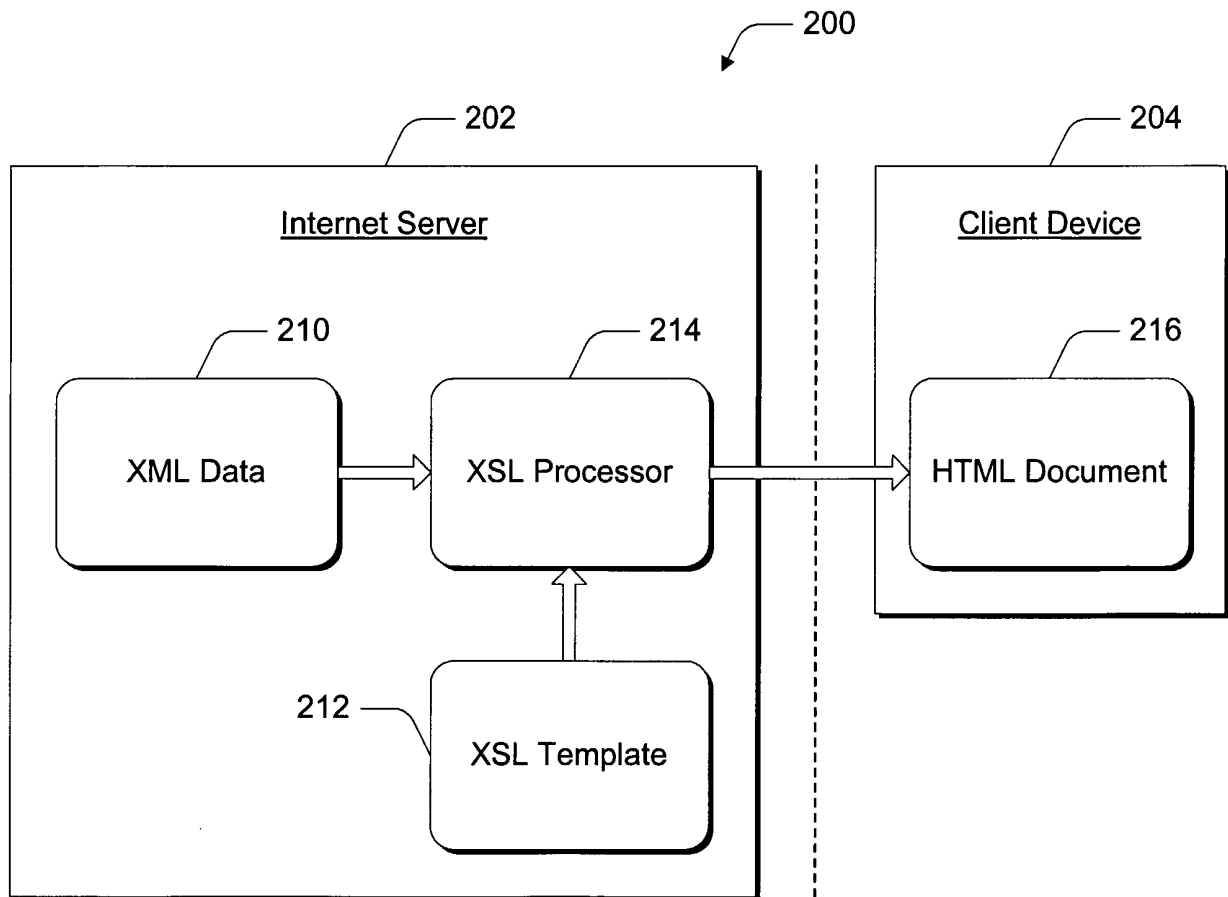 200
202
204
Internet Server
Client Device
210
214
216
XML Data
XSL Processor
HTML Document
212
XSL Template